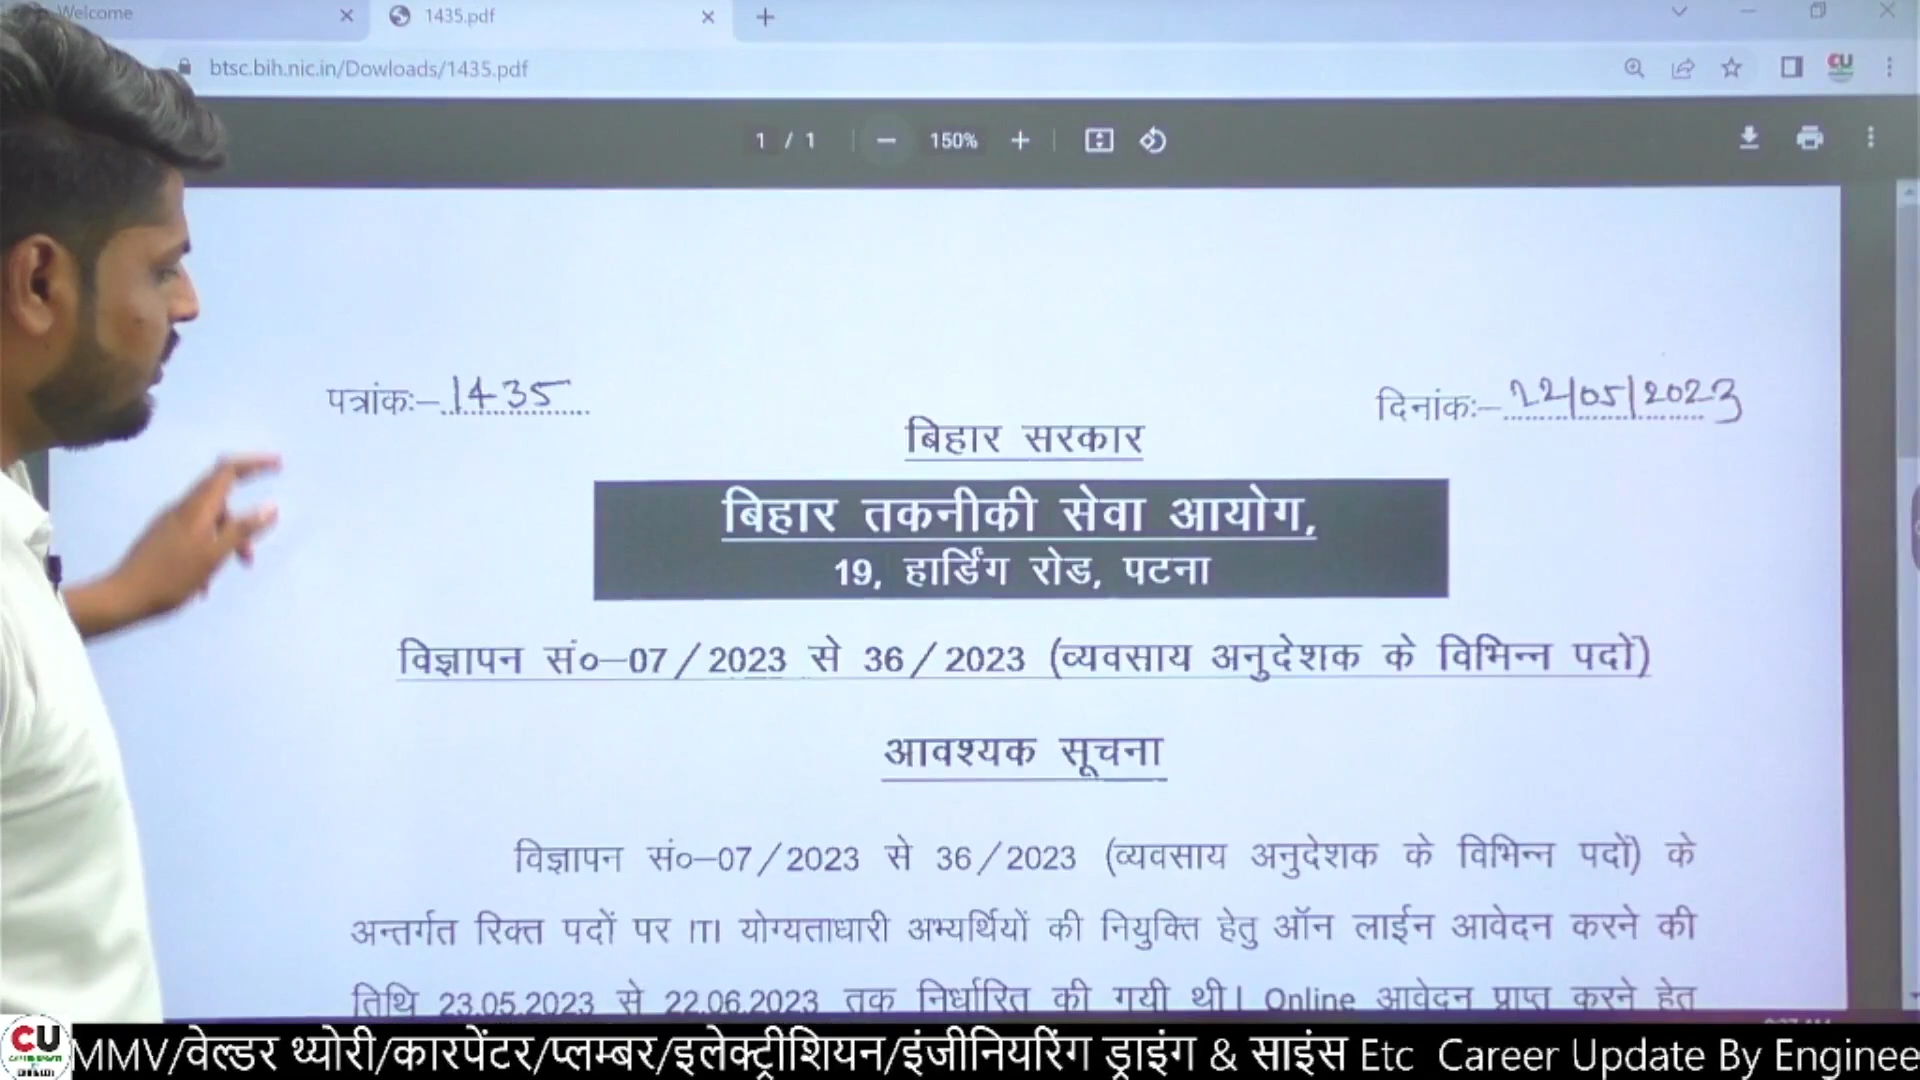 Welcome
1435.pdf
btsc.bih.nic.in/Dowloads/1435.pdf
CU
1 / 1
150%
पत्रांकः- 1435
दिनांकः- 22/05/2023
बिहार सरकार
बिहार तकनीकी सेवा आयोग,
19, हार्डिंग रोड, पटना
विज्ञापन सं०-07/2023 से 36/2023 (व्यवसाय अनुदेशक के विभिन्न पदों)
आवश्यक सूचना
विज्ञापन सं०-07/2023 से 36/2023 (व्यवसाय अनुदेशक के विभिन्न पदों) के
अन्तर्गत रिक्त पदों पर ITI योग्यताधारी अभ्यर्थियों की नियुक्ति हेतु ऑन लाईन आवेदन करने की
तिथि 23.05.2023 से 22.06.2023 तक निर्धारित की गयी थी। Online आवेदन प्राप्त करने हेतु
CU
MMV/वेल्डर थ्योरी/कारपेंटर/प्लम्बर/इलेक्ट्रीशियन/इंजीनियरिंग ड्राइंग & साइंस Etc Career Update By Enginee